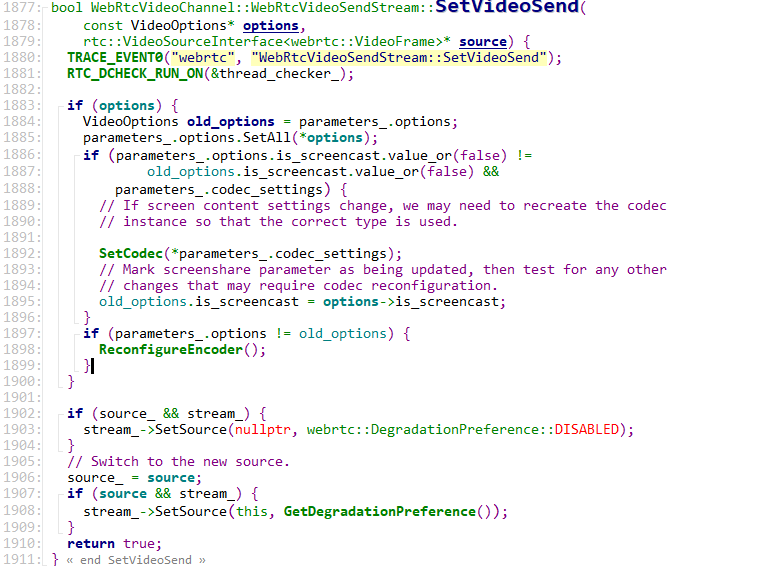 1877: bool WebRtcVideoChannel::WebRtcVideoSendStream::SetVideoSend(
1878:     const VideoOptions* options,
1879:     rtc::VideoSourceInterface<webrtc::VideoFrame>* source) {
1880:   TRACE_EVENT0("webrtc", "WebRtcVideoSendStream::SetVideoSend");
1881:   RTC_DCHECK_RUN_ON(&thread_checker_);
1882:
1883:   if (options) {
1884:     VideoOptions old_options = parameters_.options;
1885:     parameters_.options.SetAll(*options);
1886:     if (parameters_.options.is_screencast.value_or(false) !=
1887:             old_options.is_screencast.value_or(false) &&
1888:         parameters_.codec_settings) {
1889:       // If screen content settings change, we may need to recreate the codec
1890:       // instance so that the correct type is used.
1891:
1892:       SetCodec(*parameters_.codec_settings);
1893:       // Mark screenshare parameter as being updated, then test for any other
1894:       // changes that may require codec reconfiguration.
1895:       old_options.is_screencast = options->is_screencast;
1896:     }
1897:     if (parameters_.options != old_options) {
1898:       ReconfigureEncoder();
1899:     }
1900:   }
1901:
1902:   if (source_ && stream_) {
1903:     stream_->SetSource(nullptr, webrtc::DegradationPreference::DISABLED);
1904:   }
1905:   // Switch to the new source.
1906:   source_ = source;
1907:   if (source && stream_) {
1908:     stream_->SetSource(this, GetDegradationPreference());
1909:   }
1910:   return true;
1911: } « end SetVideoSend »